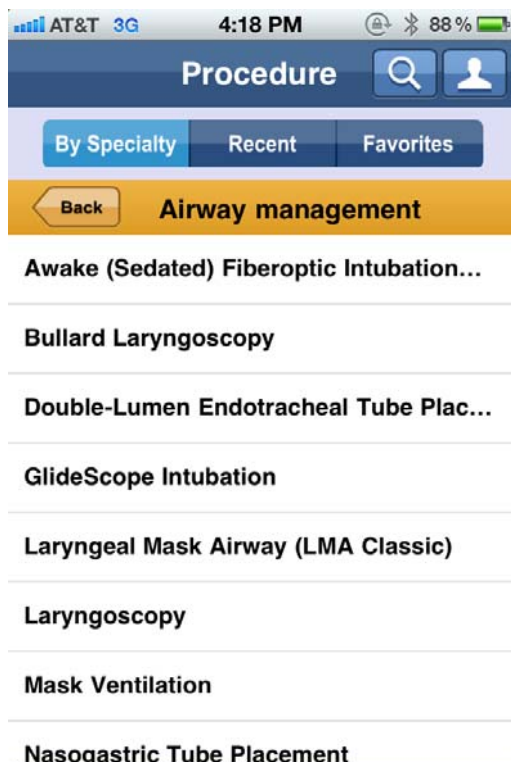 AT&T 3G 4:18 PM 88%
Procedure
By Specialty Recent Favorites
Back Airway management
Awake (Sedated) Fiberoptic Intubation...
Bullard Laryngoscopy
Double-Lumen Endotracheal Tube Plac...
GlideScope Intubation
Laryngeal Mask Airway (LMA Classic)
Laryngoscopy
Mask Ventilation
Nasogastric Tube Placement